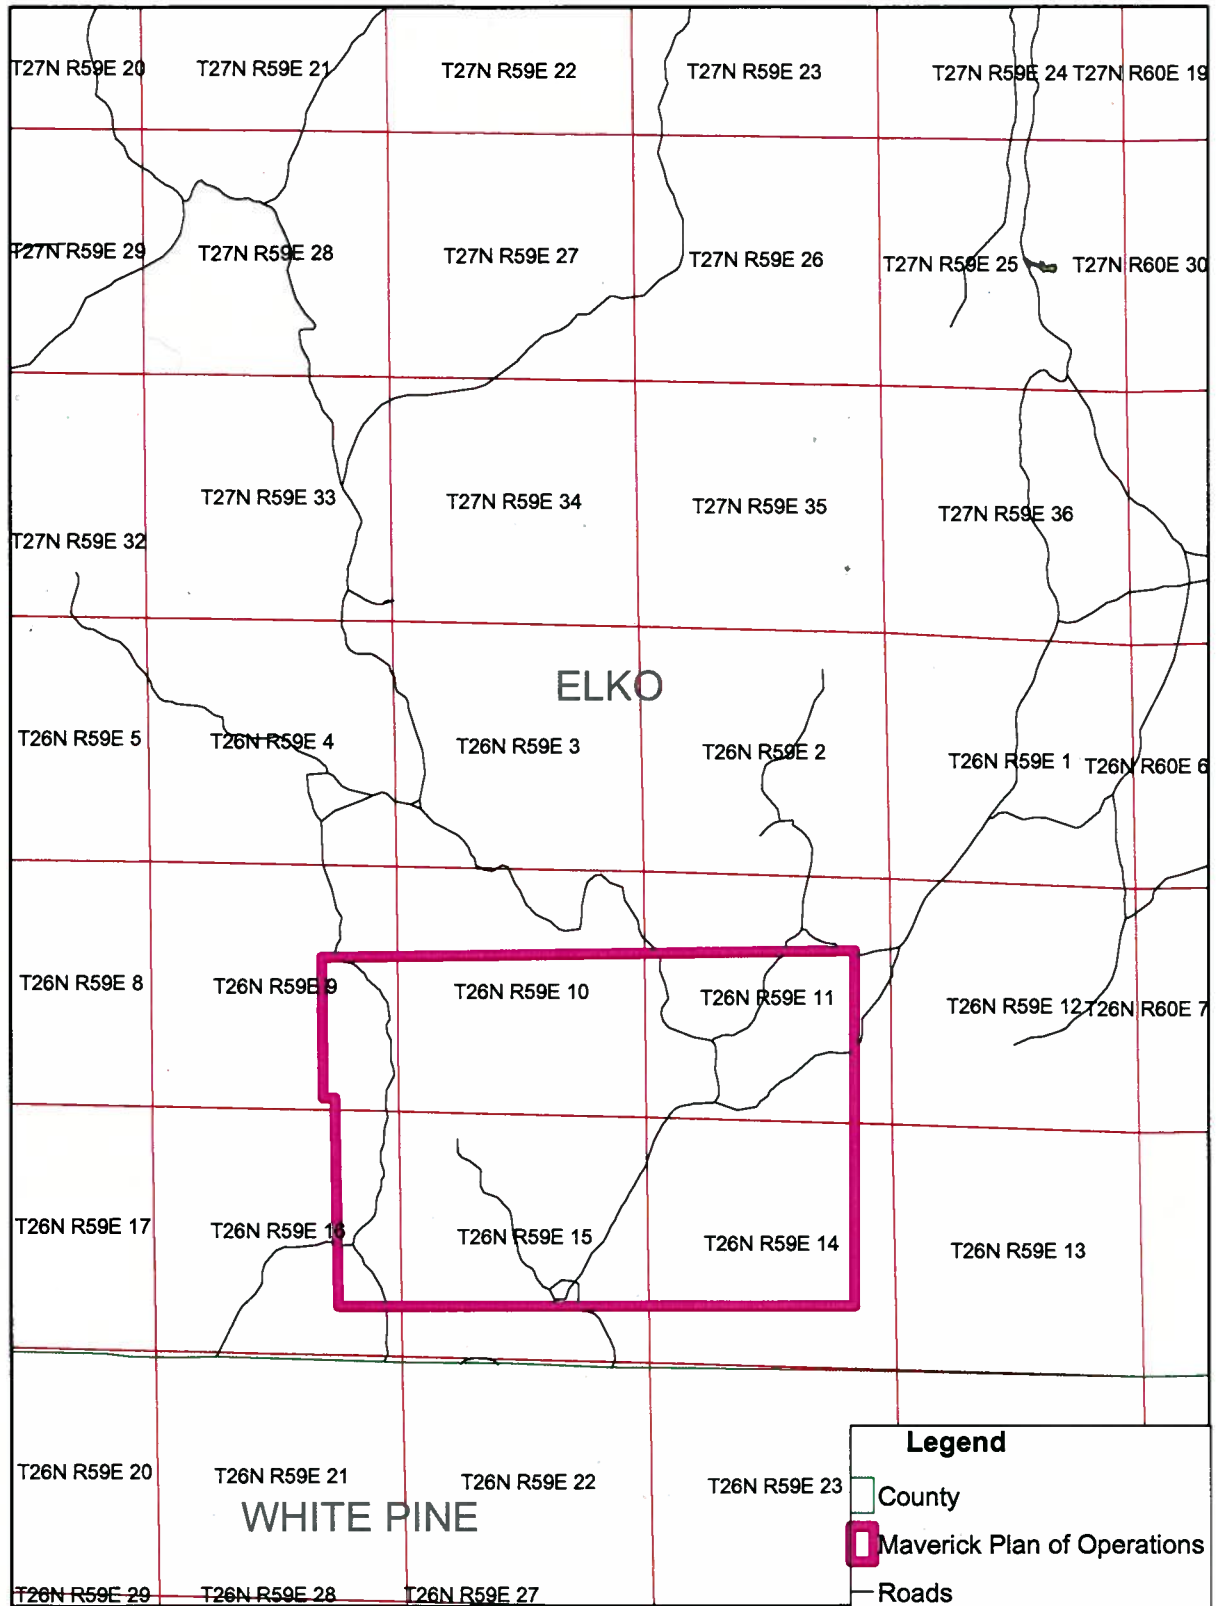 T27N R59E 20
T27N R59E 21
T27N R59E 22
T27N R59E 23
T27N R59E 24
T27N R60E 19
T27N R59E 29
T27N R59E 28
T27N R59E 27
T27N R59E 26
T27N R59E 25
T27N R60E 30
T27N R59E 32
T27N R59E 33
T27N R59E 34
T27N R59E 35
T27N R59E 36
ELKO
T26N R59E 5
T26N R59E 4
T26N R59E 3
T26N R59E 2
T26N R59E 1
T26N R60E 6
T26N R59E 8
T26N R59E 9
T26N R59E 10
T26N R59E 11
T26N R59E 12
T26N R60E 7
T26N R59E 17
T26N R59E 16
T26N R59E 15
T26N R59E 14
T26N R59E 13
T26N R59E 20
T26N R59E 21
T26N R59E 22
T26N R59E 23
WHITE PINE
T26N R59E 29
T26N R59E 28
T26N R59E 27
Legend
County
Maverick Plan of Operations
Roads